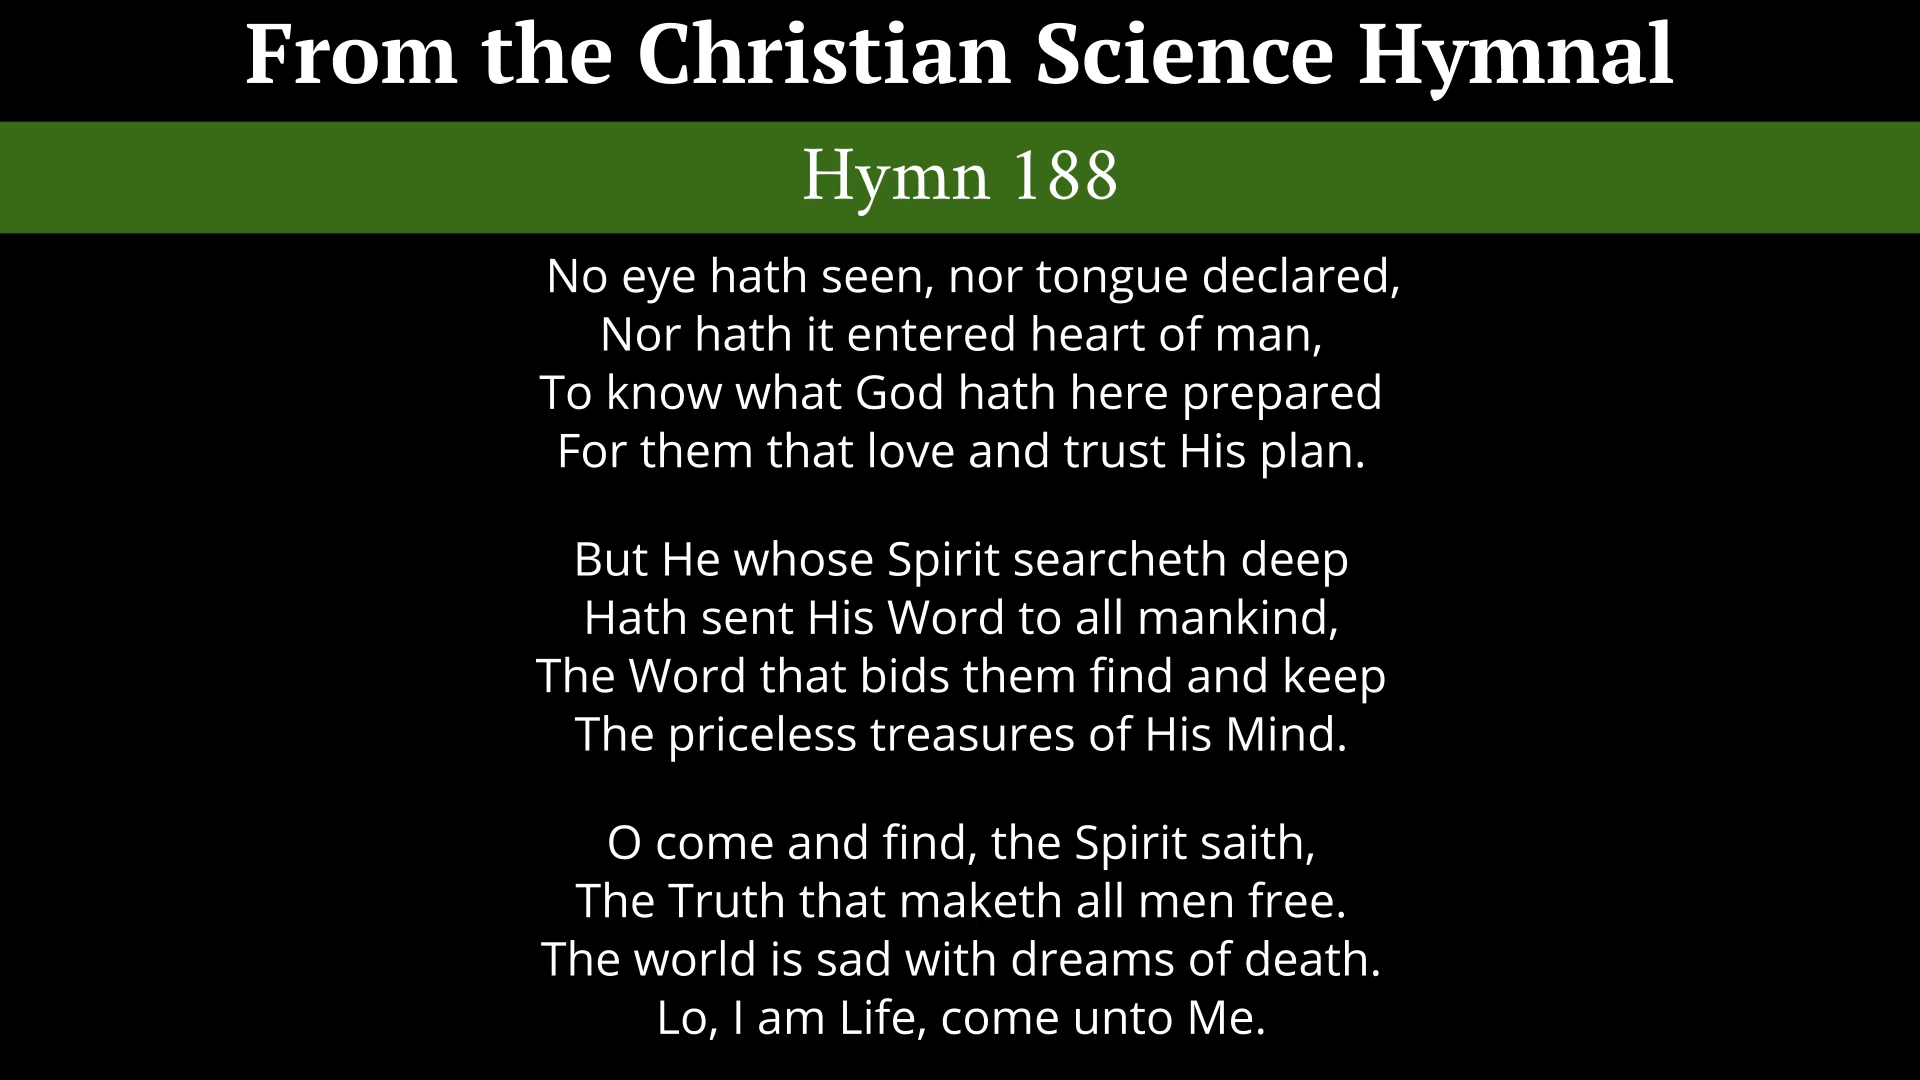 From the Christian Science Hymnal
Hymn 188
No eye hath seen, nor tongue declared,
Nor hath it entered heart of man,
To know what God hath here prepared
For them that love and trust His plan.
But He whose Spirit searcheth deep
Hath sent His Word to all mankind,
The Word that bids them find and keep
The priceless treasures of His Mind.
O come and find, the Spirit saith,
The Truth that maketh all men free.
The world is sad with dreams of death.
Lo, I am Life, come unto Me.